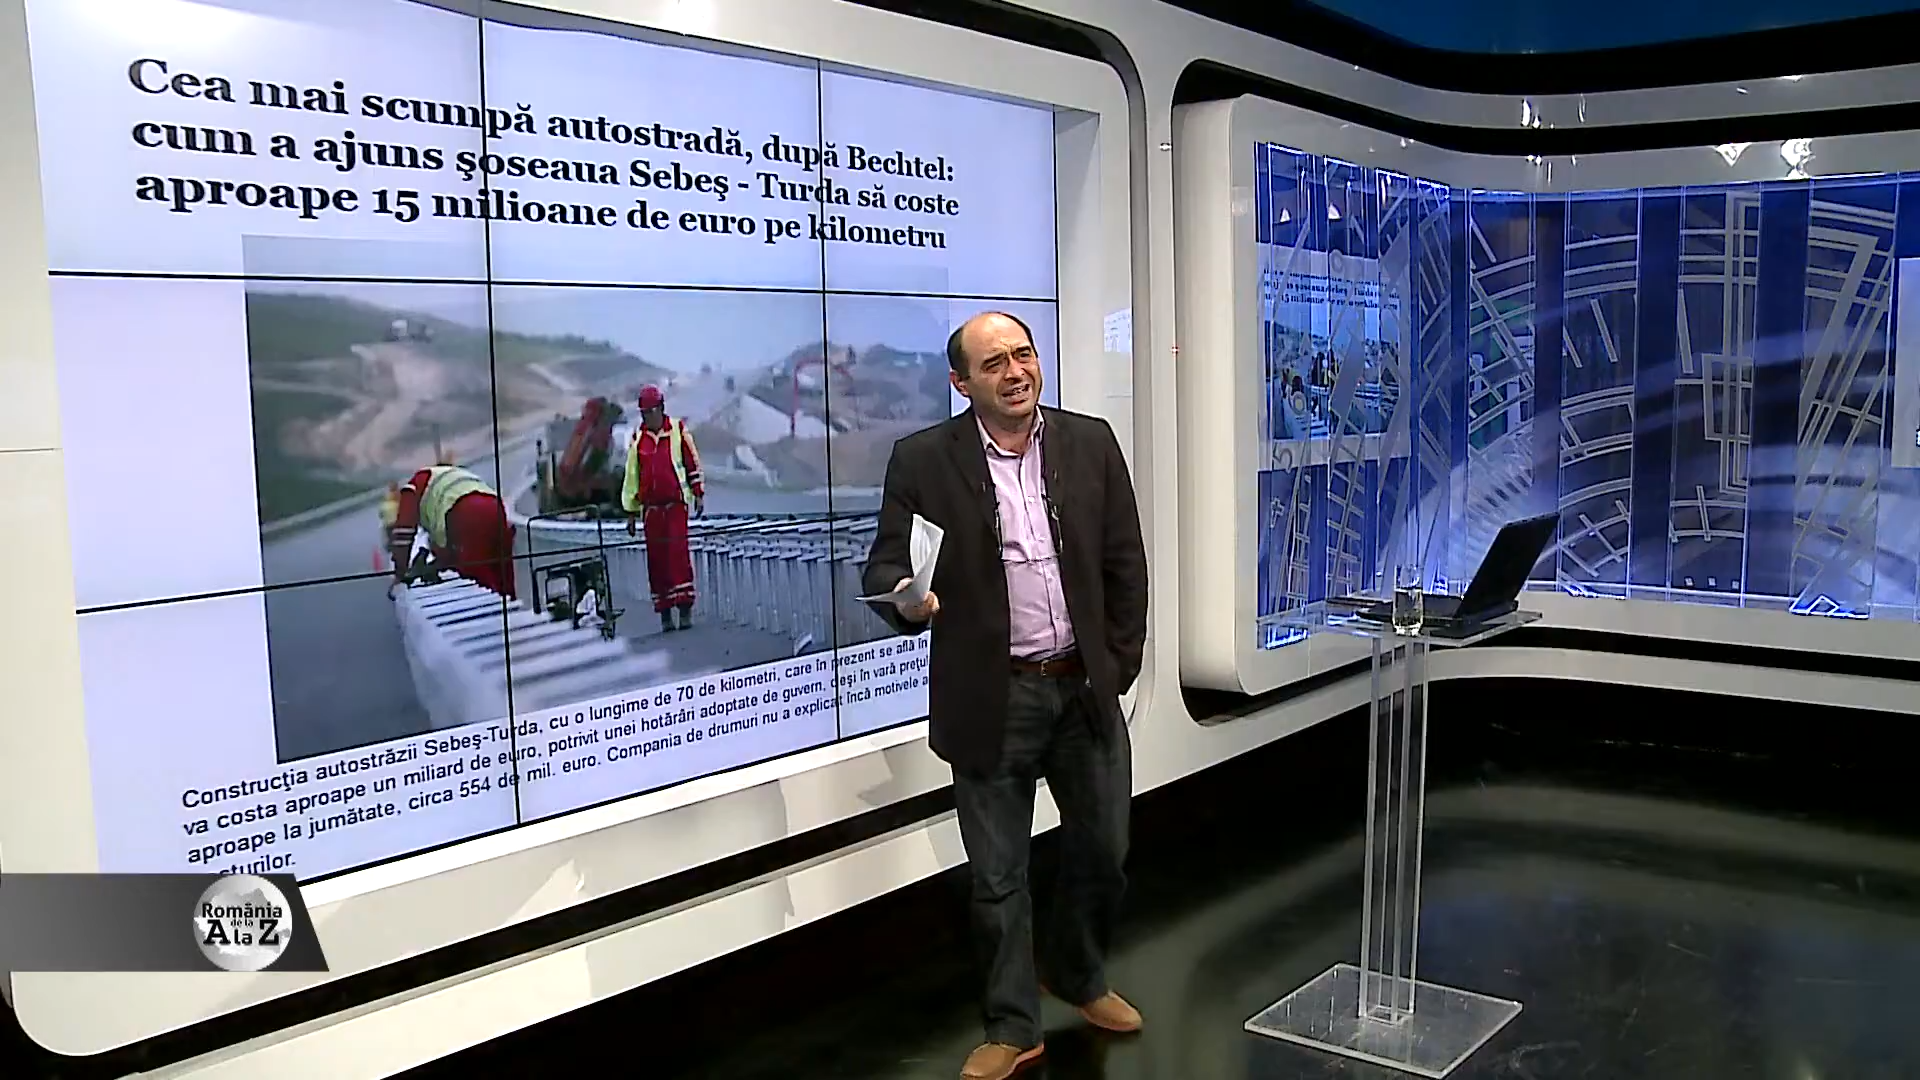 Cea mai scumpă autostradă, după Bechtel:
cum a ajuns şoseaua Sebeş - Turda să coste
aproape 15 milioane de euro pe kilometru
Construcţia autostrăzii Sebeş-Turda, cu o lungime de 70 de kilometri, care în prezent se află în
va costa aproape un miliard de euro, potrivit unei hotărâri adoptate de guvern, deşi în vară preţul
aproape la jumătate, circa 554 de mil. euro. Compania de drumuri nu a explicat încă motivele a
România
de la
A la Z